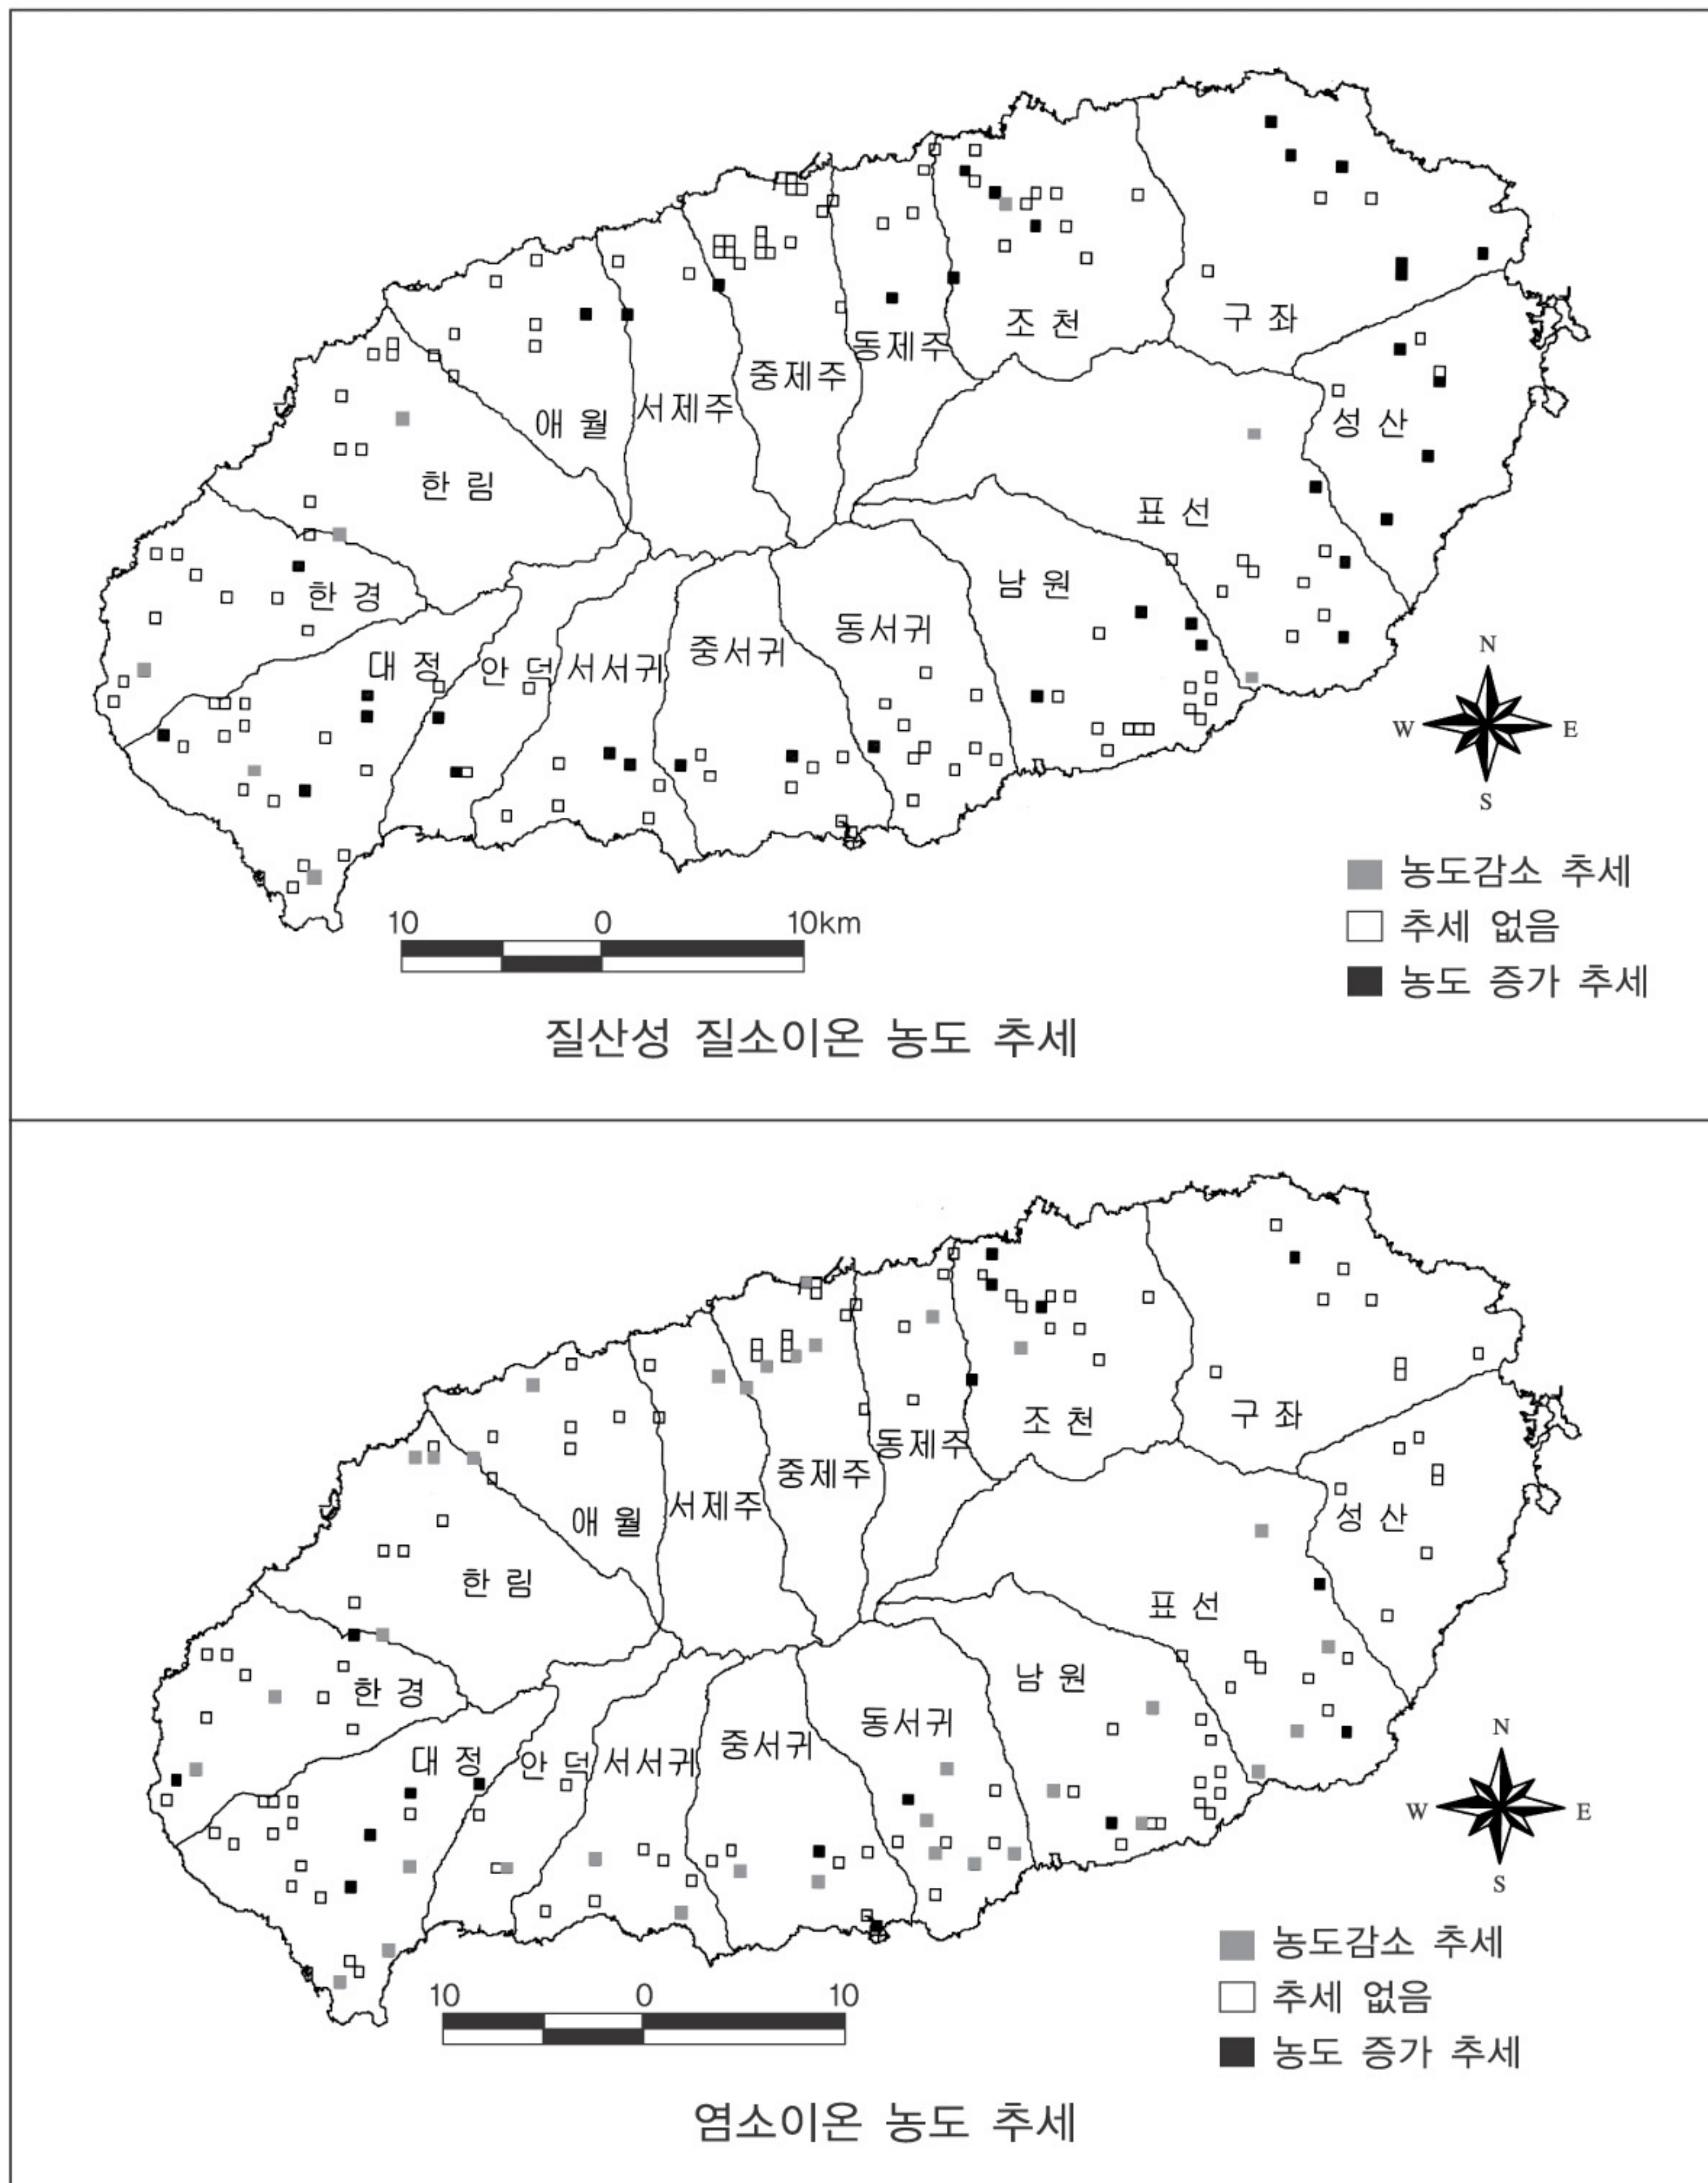 구 좌
조 천
동제주
중제주
서제주
애 월
성 산
한 림
표 선
남 원
한 경
동서귀
중서귀
서서귀
안 덕
대 정
N
W
E
S
농도감소 추세
추세 없음
농도 증가 추세
10
0
10km
질산성 질소이온 농도 추세
구 좌
조 천
동제주
중제주
서제주
애 월
성 산
한 림
표 선
남 원
한 경
동서귀
중서귀
서서귀
안 덕
대 정
N
W
E
S
농도감소 추세
추세 없음
농도 증가 추세
10
0
10
염소이온 농도 추세